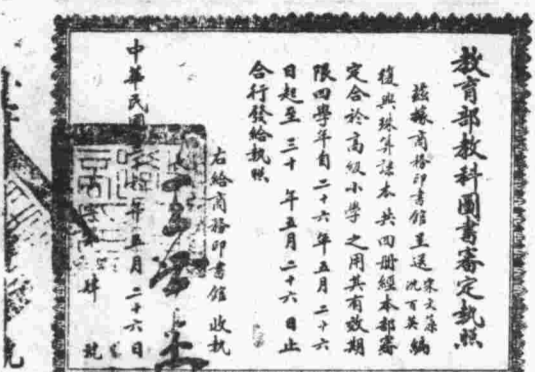 教育部教科圖書審定執照
茲據商務印書館呈送宋文藻沈百英編
復興珠算課本共四册經本部審
定合於高級小學之用其有效期
限四學年自二十六年五月二十六
日起至三十年五月二十六日止
合行發給執照
右給商務印書館收執
中華民國年五月二十六日